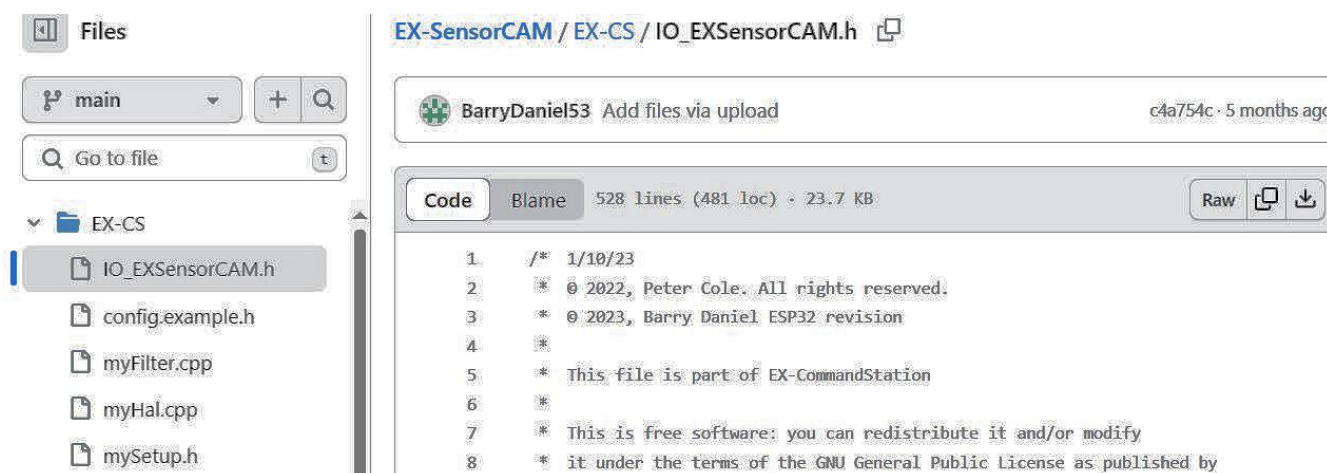 Files
main
Go to file
t
EX-CS
IO_EXSensorCAM.h
config.example.h
myFilter.cpp
myHal.cpp
mySetup.h
EX-SensorCAM / EX-CS / IO_EXSensorCAM.h
BarryDaniel53 Add files via upload c4a754c · 5 months ago
Code Blame 528 lines (481 loc) · 23.7 KB Raw
1 /* 1/10/23
2 * © 2022, Peter Cole. All rights reserved.
3 * © 2023, Barry Daniel ESP32 revision
4 *
5 * This file is part of EX-CommandStation
6 *
7 * This is free software: you can redistribute it and/or modify
8 * it under the terms of the GNU General Public License as published by